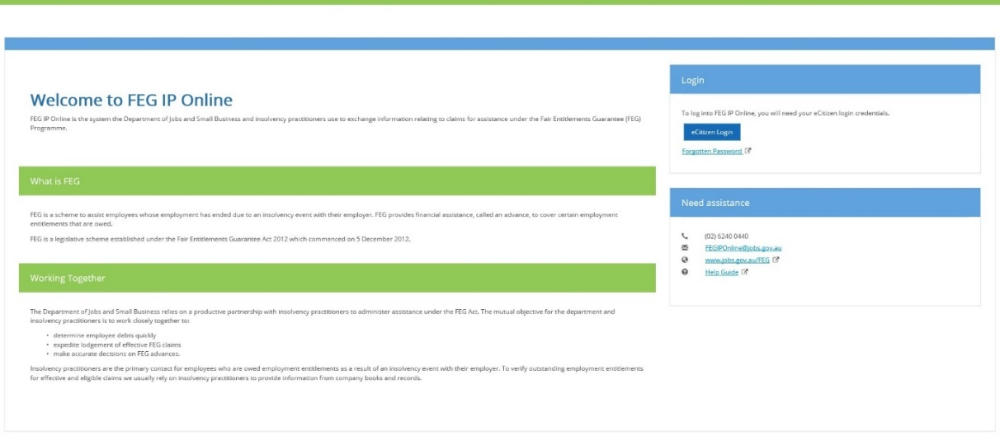 Welcome to FEG IP Online
FEG IP Online is the system the Department of Jobs and Small Business and insolvency practitioners use to exchange information relating to claims for assistance under the Fair Entitlements Guarantee (FEG)
Programme.
What is FEG
FEG is a scheme to assist employees whose employment has ended due to an insolvency event with their employer. FEG provides financial assistance, called an advance, to cover certain employment
entitlements that are owed.
FEG is a legislative scheme established under the Fair Entitlements Guarantee Act 2012 which commenced on 5 December 2012.
Working Together
The Department of Jobs and Small Business relies on a productive partnership with insolvency practitioners to administer assistance under the FEG Act. The mutual objective for the department and
insolvency practitioners is to work closely together to:
• determine employee debts quickly
• expedite lodgement of effective FEG claims
• make accurate decisions on FEG advances.
Insolvency practitioners are the primary contact for employees who are owed employment entitlements as a result of an insolvency event with their employer. To verify outstanding employment entitlements
for effective and eligible claims we usually rely on insolvency practitioners to provide information from company books and records.
Login
To log into FEG IP Online, you will need your eCitizen login credentials.
eCitizen Login
Forgotten Password
Need assistance
(02) 6240 0440
FEGIPOnline@jobs.gov.au
www.jobs.gov.au/FEG
Help Guide